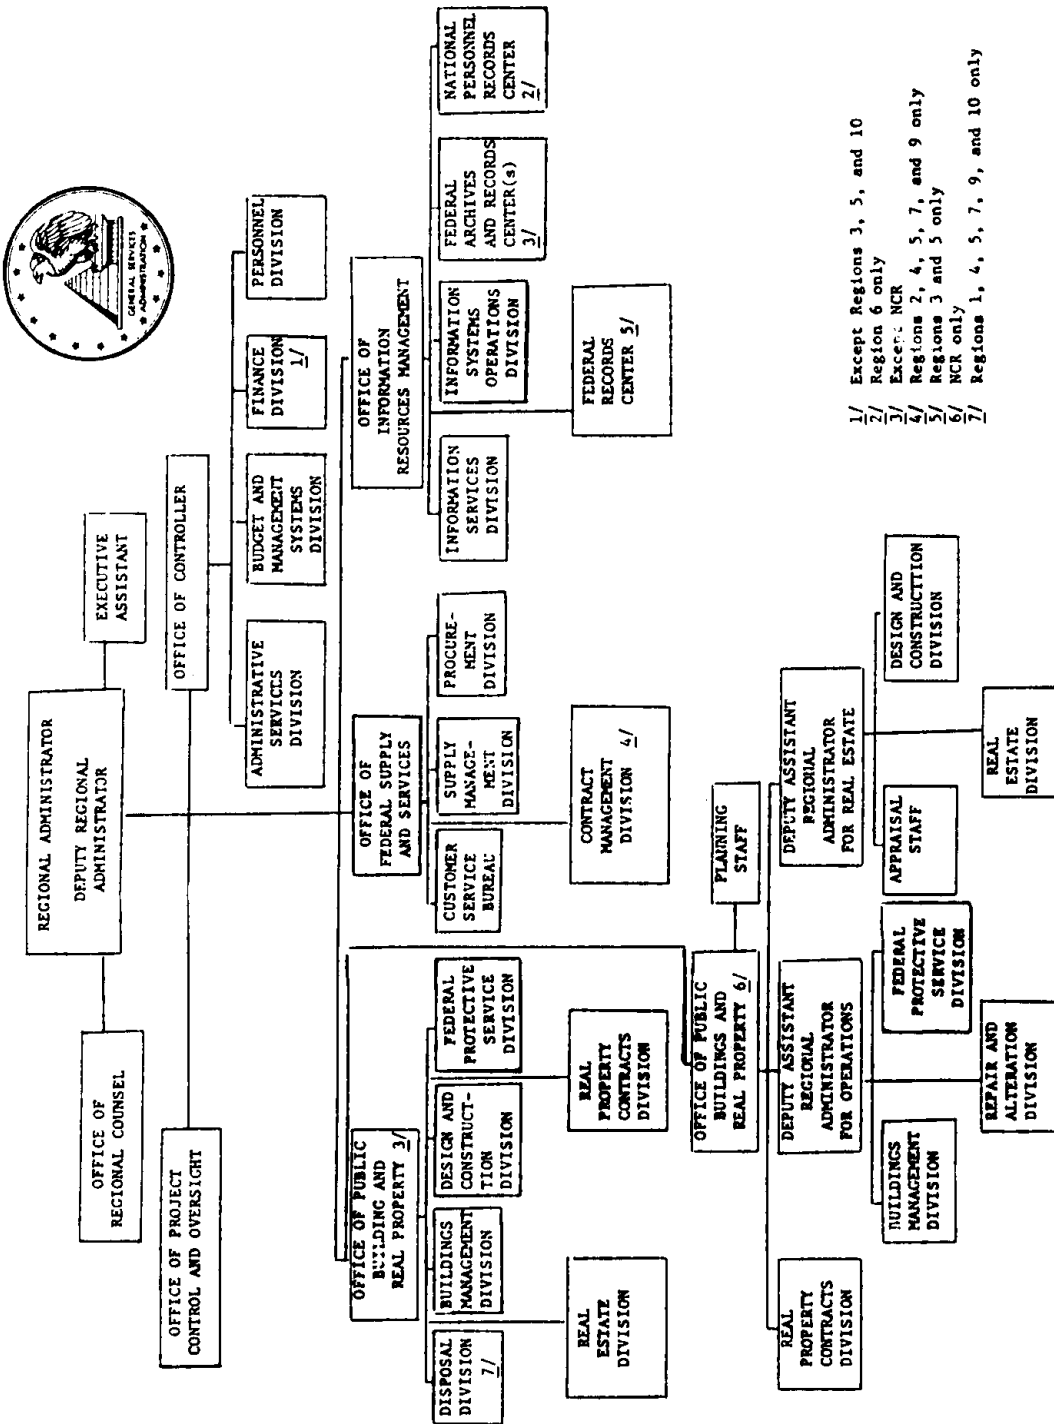 GENERAL SERVICES
ADMINISTRATION
REGIONAL ADMINISTRATOR
DEPUTY REGIONAL
ADMINISTRATOR
OFFICE OF
REGIONAL COUNSEL
EXECUTIVE
ASSISTANT
OFFICE OF PROJECT
CONTROL AND OVERSIGHT
OFFICE OF CONTROLLER
ADMINISTRATIVE
SERVICES
DIVISION
BUDGET AND
MANAGEMENT
SYSTEMS
DIVISION
FINANCE
DIVISION
1/
PERSONNEL
DIVISION
OFFICE OF PUBLIC
BUILDING AND
REAL PROPERTY 3/
OFFICE OF
FEDERAL SUPPLY
AND SERVICES
OFFICE OF
INFORMATION
RESOURCES MANAGEMENT
DISPOSAL
DIVISION
7/
BUILDINGS
MANAGEMENT
DIVISION
DESIGN AND
CONSTRUCT-
TION
DIVISION
FEDERAL
PROTECTIVE
SERVICE
DIVISION
REAL
ESTATE
DIVISION
REAL
PROPERTY
CONTRACTS
DIVISION
CUSTOMER
SERVICE
BUREAU
SUPPLY
MANAGE-
MENT
DIVISION
PROCURE-
MENT
DIVISION
CONTRACT
MANAGEMENT
DIVISION 4/
INFORMATION
SERVICES
DIVISION
INFORMATION
SYSTEMS
OPERATIONS
DIVISION
FEDERAL
ARCHIVES
AND RECORDS
CENTER(s)
3/
NATIONAL
PERSONNEL
RECORDS
CENTER
2/
FEDERAL
RECORDS
CENTER 5/
OFFICE OF PUBLIC
BUILDINGS AND
REAL PROPERTY 6/
PLANNING
STAFF
REAL
PROPERTY
CONTRACTS
DIVISION
DEPUTY ASSISTANT
REGIONAL
ADMINISTRATOR
FOR OPERATIONS
DEPUTY ASSISTANT
REGIONAL
ADMINISTRATOR
FOR REAL ESTATE
BUILDINGS
MANAGEMENT
DIVISION
FEDERAL
PROTECTIVE
SERVICE
DIVISION
REPAIR AND
ALTERATION
DIVISION
APPRAISAL
STAFF
DESIGN AND
CONSTRUCTTION
DIVISION
REAL
ESTATE
DIVISION
1/ Except Regions 3, 5, and 10
2/ Region 6 only
3/ Except NCR
4/ Regions 2, 4, 5, 7, and 9 only
5/ Regions 3 and 5 only
6/ NCR only
7/ Regions 1, 4, 5, 7, 9, and 10 only